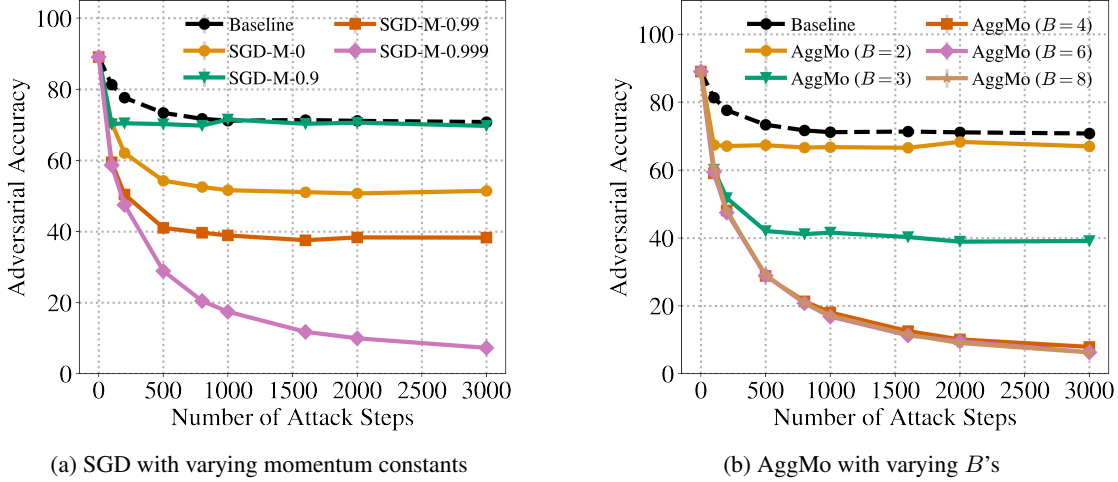 Adversarial Accuracy
100
80
60
40
20
0
Baseline
SGD-M-0
SGD-M-0.9
SGD-M-0.99
SGD-M-0.999
0 500 1000 1500 2000 2500 3000
Number of Attack Steps
(a) SGD with varying momentum constants
Adversarial Accuracy
100
80
60
40
20
0
Baseline
AggMo (B = 2)
AggMo (B = 3)
AggMo (B = 4)
AggMo (B = 6)
AggMo (B = 8)
0 500 1000 1500 2000 2500 3000
Number of Attack Steps
(b) AggMo with varying B's